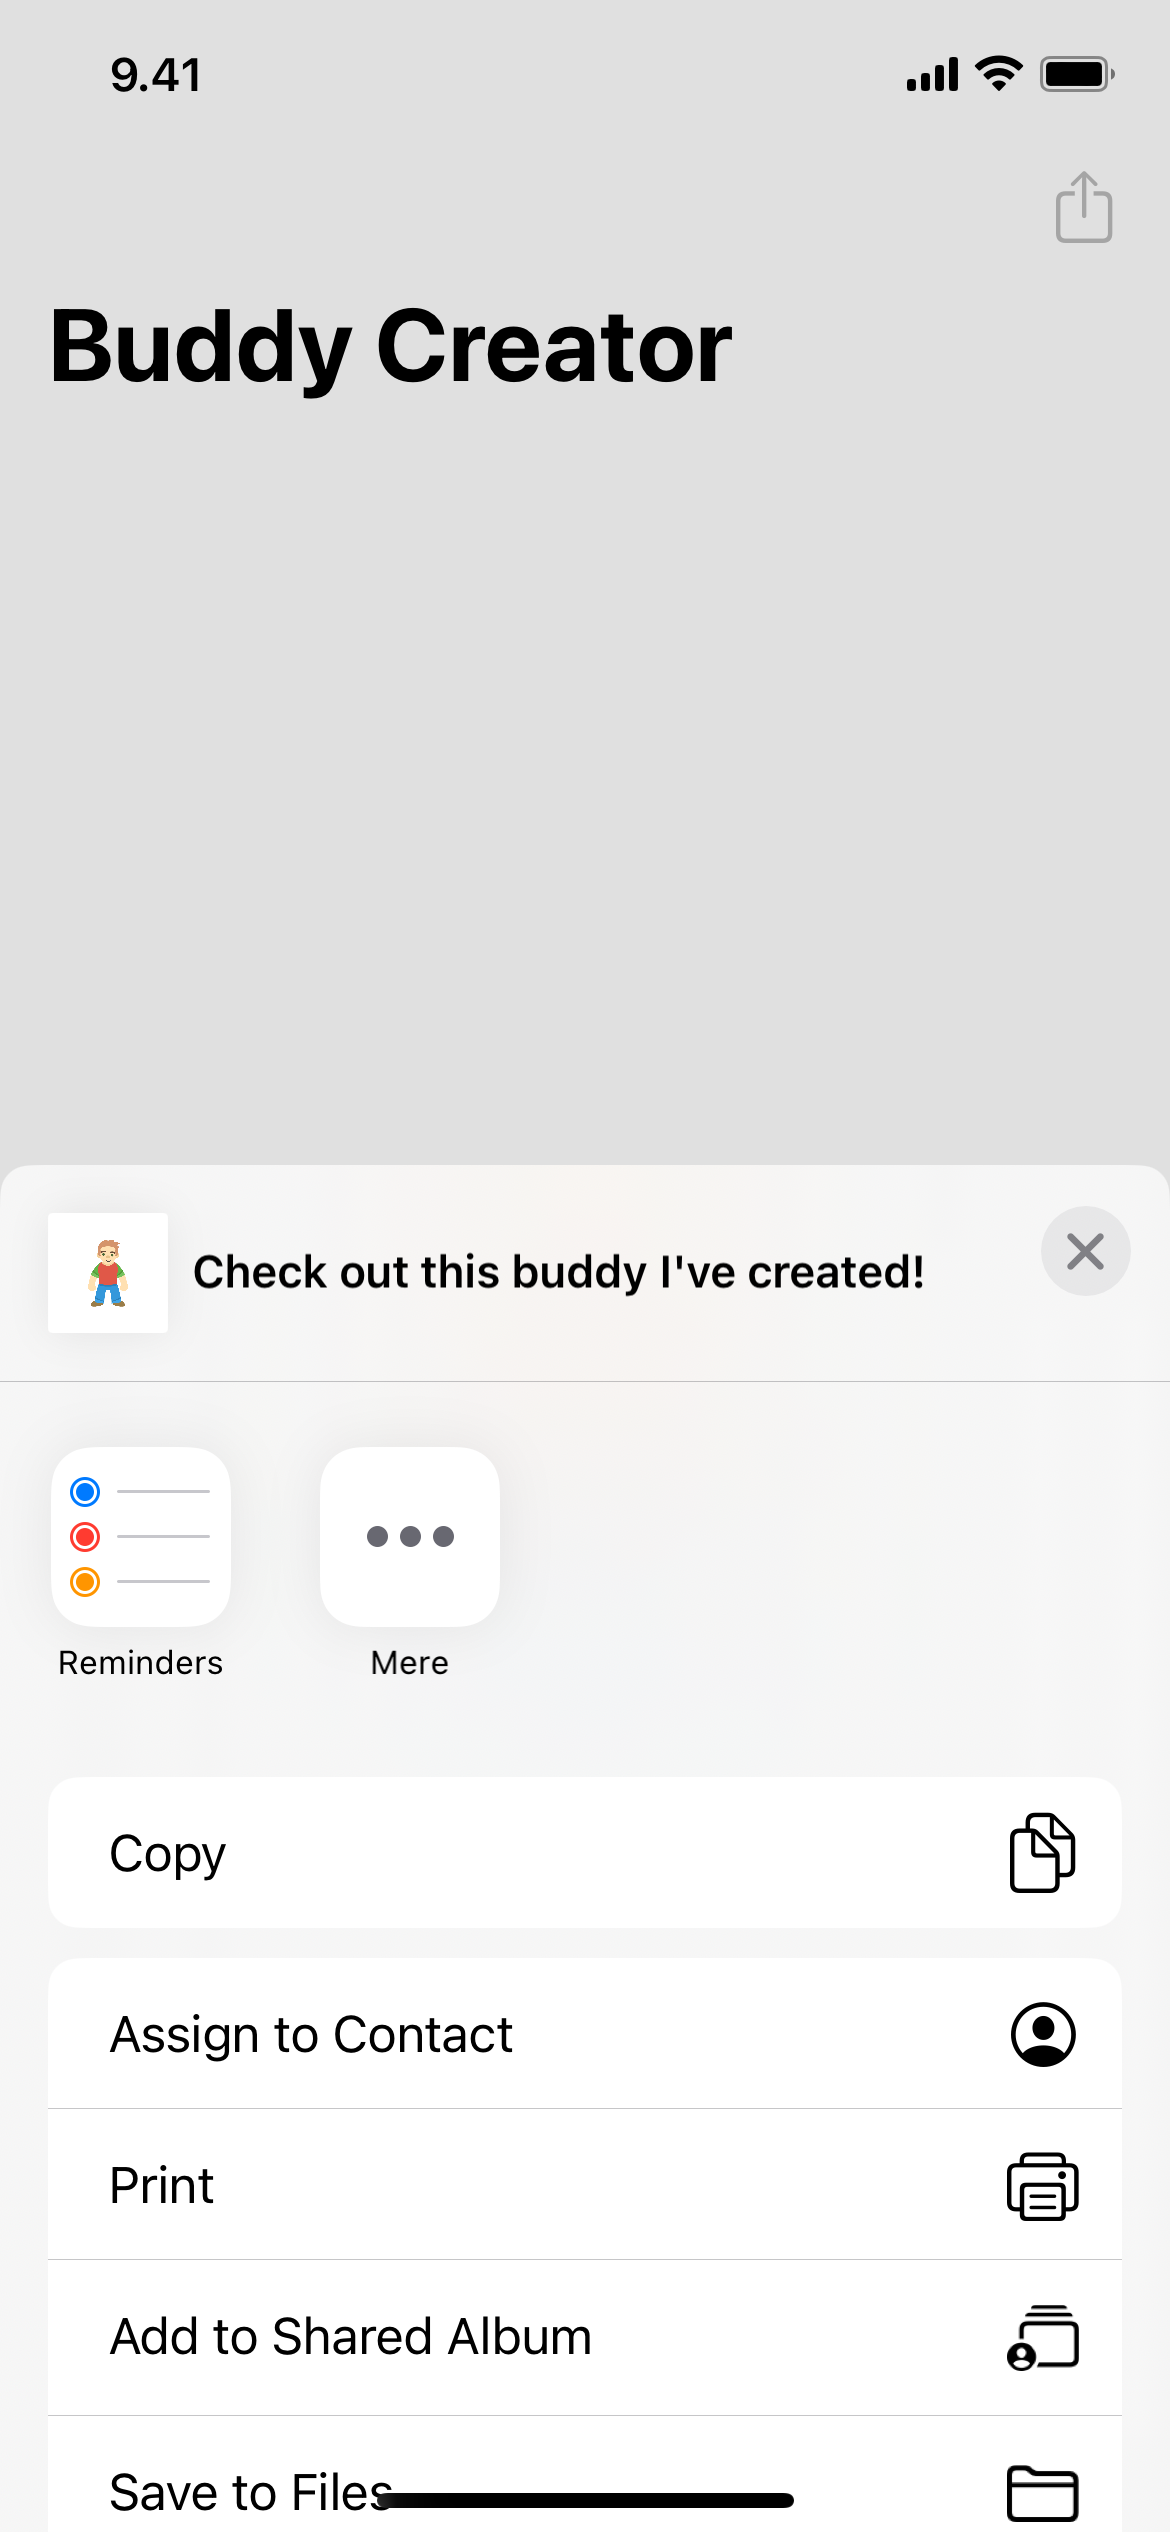 9.41
Buddy Creator
Check out this buddy I've created!
Reminders
Mere
Copy
Assign to Contact
Print
Add to Shared Album
Save to Files